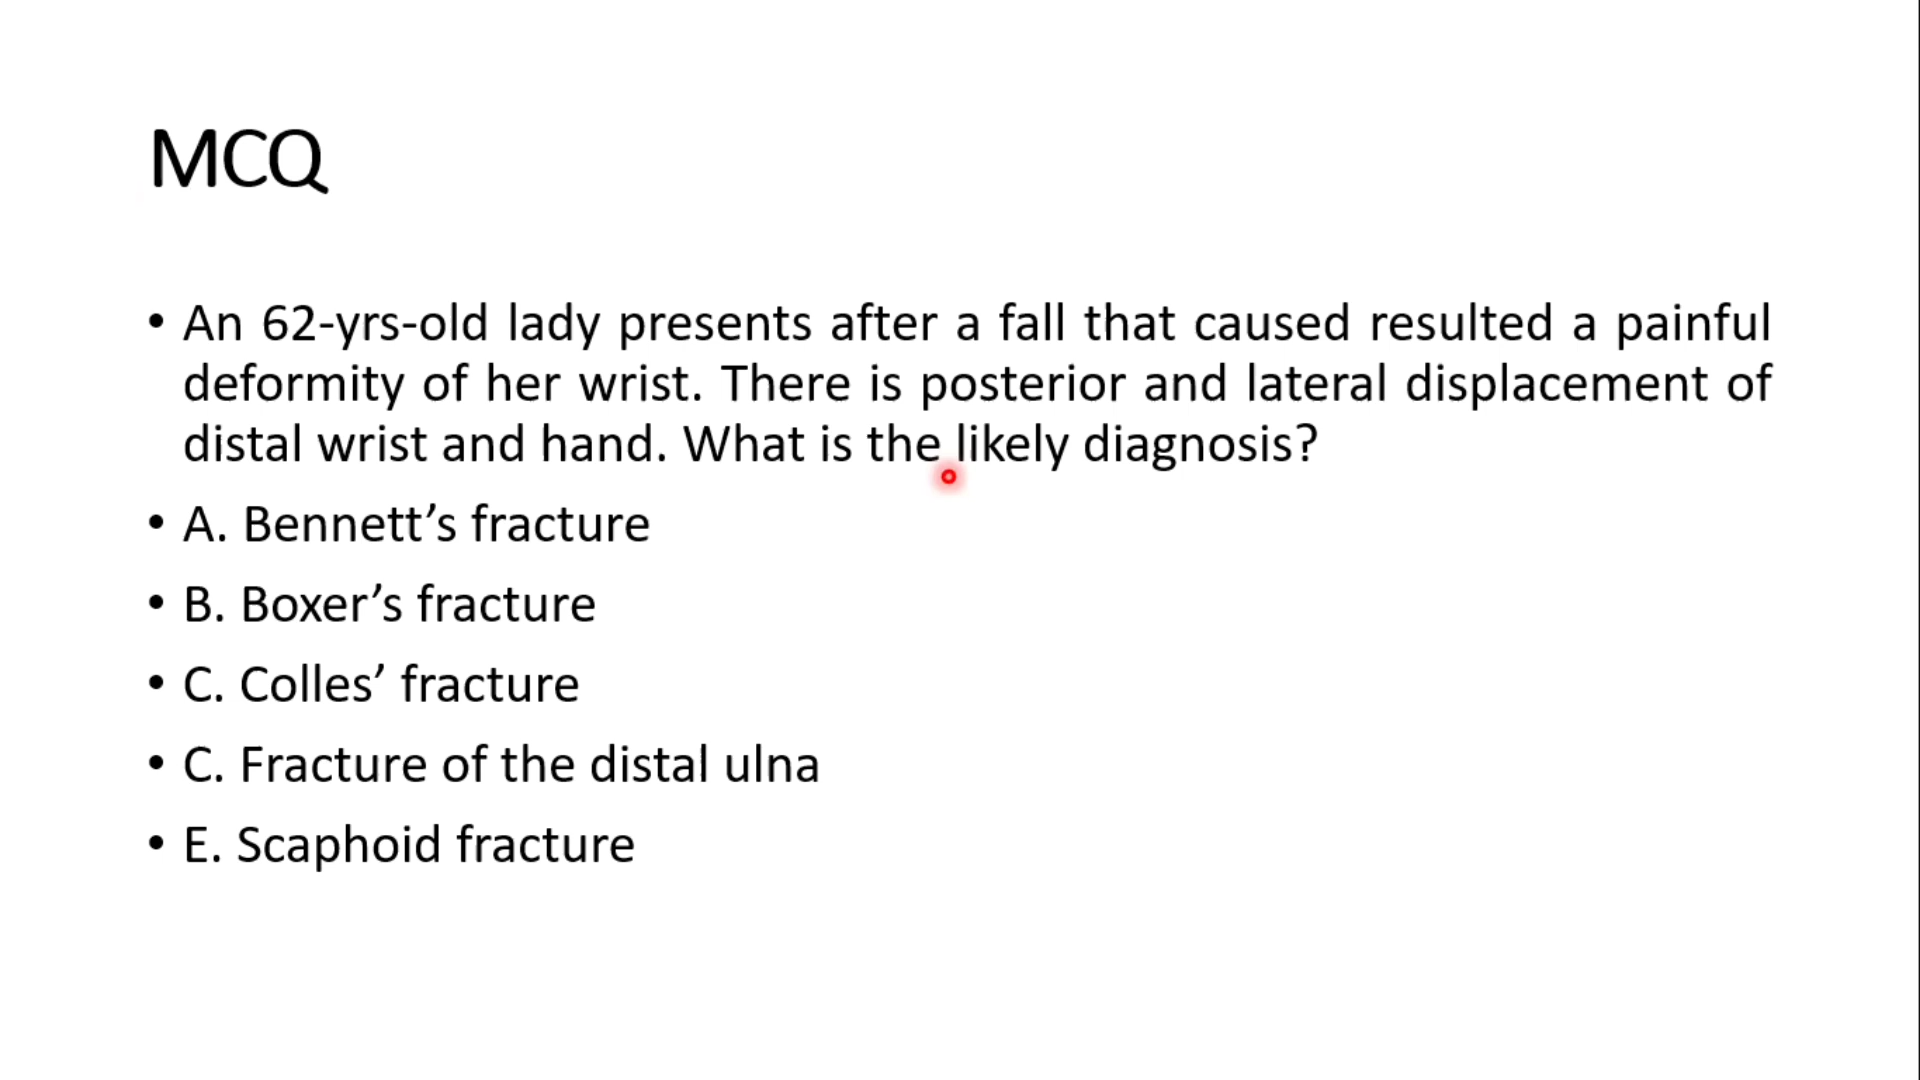 MCQ
• An 62-yrs-old lady presents after a fall that caused resulted a painful
deformity of her wrist. There is posterior and lateral displacement of
distal wrist and hand. What is the likely diagnosis?
• A. Bennett’s fracture
• B. Boxer’s fracture
• C. Colles’ fracture
• C. Fracture of the distal ulna
• E. Scaphoid fracture